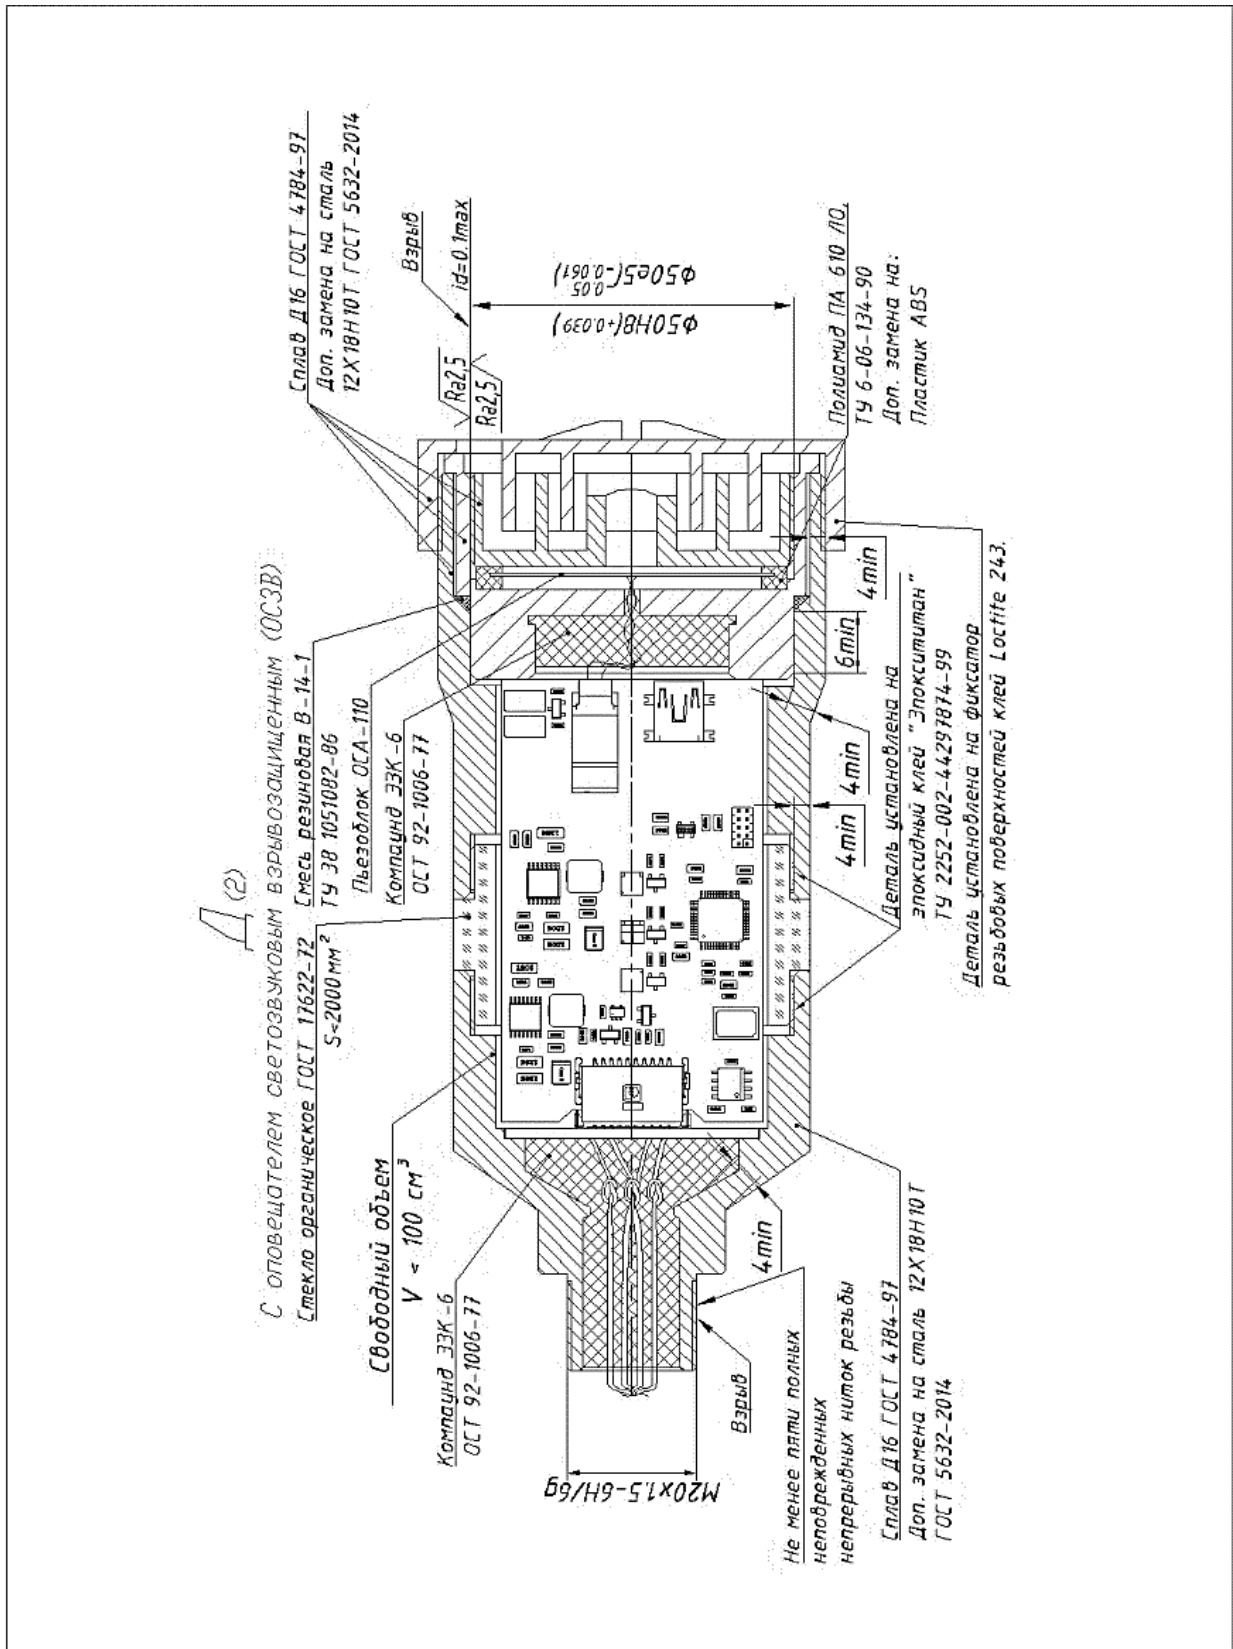 Д (2)
С оповещателем светозвуковым взрывозащищенным (ОСЗВ)
Стекло органическое ГОСТ 17622-72
S<2000мм²
Смесь резиновая В-14-1
ТУ 38 1051082-86
Пьезоблок ОСА-110
Компаунд ЭЗК-6
ОСТ 92-1006-77
Сплав Д16 ГОСТ 4784-97
Доп. замена на сталь
12Х18Н10Т ГОСТ 5632-2014
Взрыв
id=0.1max
Ra2,5
Ra2,5
Ф50Н8(+0.039)
Ф50e5(-0.05
0.061)
Свободный объем
V < 100 см³
Компаунд ЭЗК-6
ОСТ 92-1006-77
М20х1.5-6Н/6g
Взрыв
4min
4min
4min
6min
4min
Полиамид ПА 610 ЛО,
ТУ 6-06-134-90
Доп. замена на:
Пластик ABS
Не менее пяти полных
неповрежденных
непрерывных ниток резьбы
Сплав Д16 ГОСТ 4784-97
Доп. замена на сталь 12Х18Н10Т
ГОСТ 5632-2014
Деталь установлена на
эпоксидный клей "Эпокситан"
ТУ 2252-002-44297874-99
Деталь установлена на фиксатор
резьбовых поверхностей клей Loctite 243.